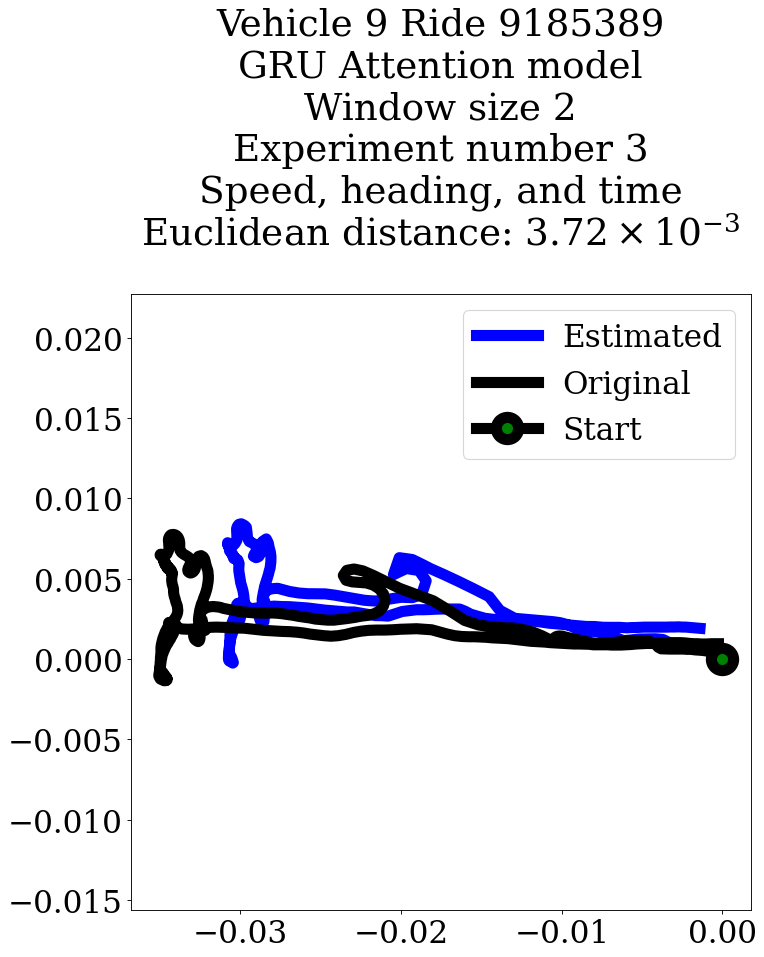 Vehicle 9 Ride 9185389
GRU Attention model
Window size 2
Experiment number 3
Speed, heading, and time
Euclidean distance: 3.72 × 10⁻³
Estimated
Original
Start
0.020
0.015
0.010
0.005
0.000
−0.005
−0.010
−0.015
−0.03 −0.02 −0.01 0.00